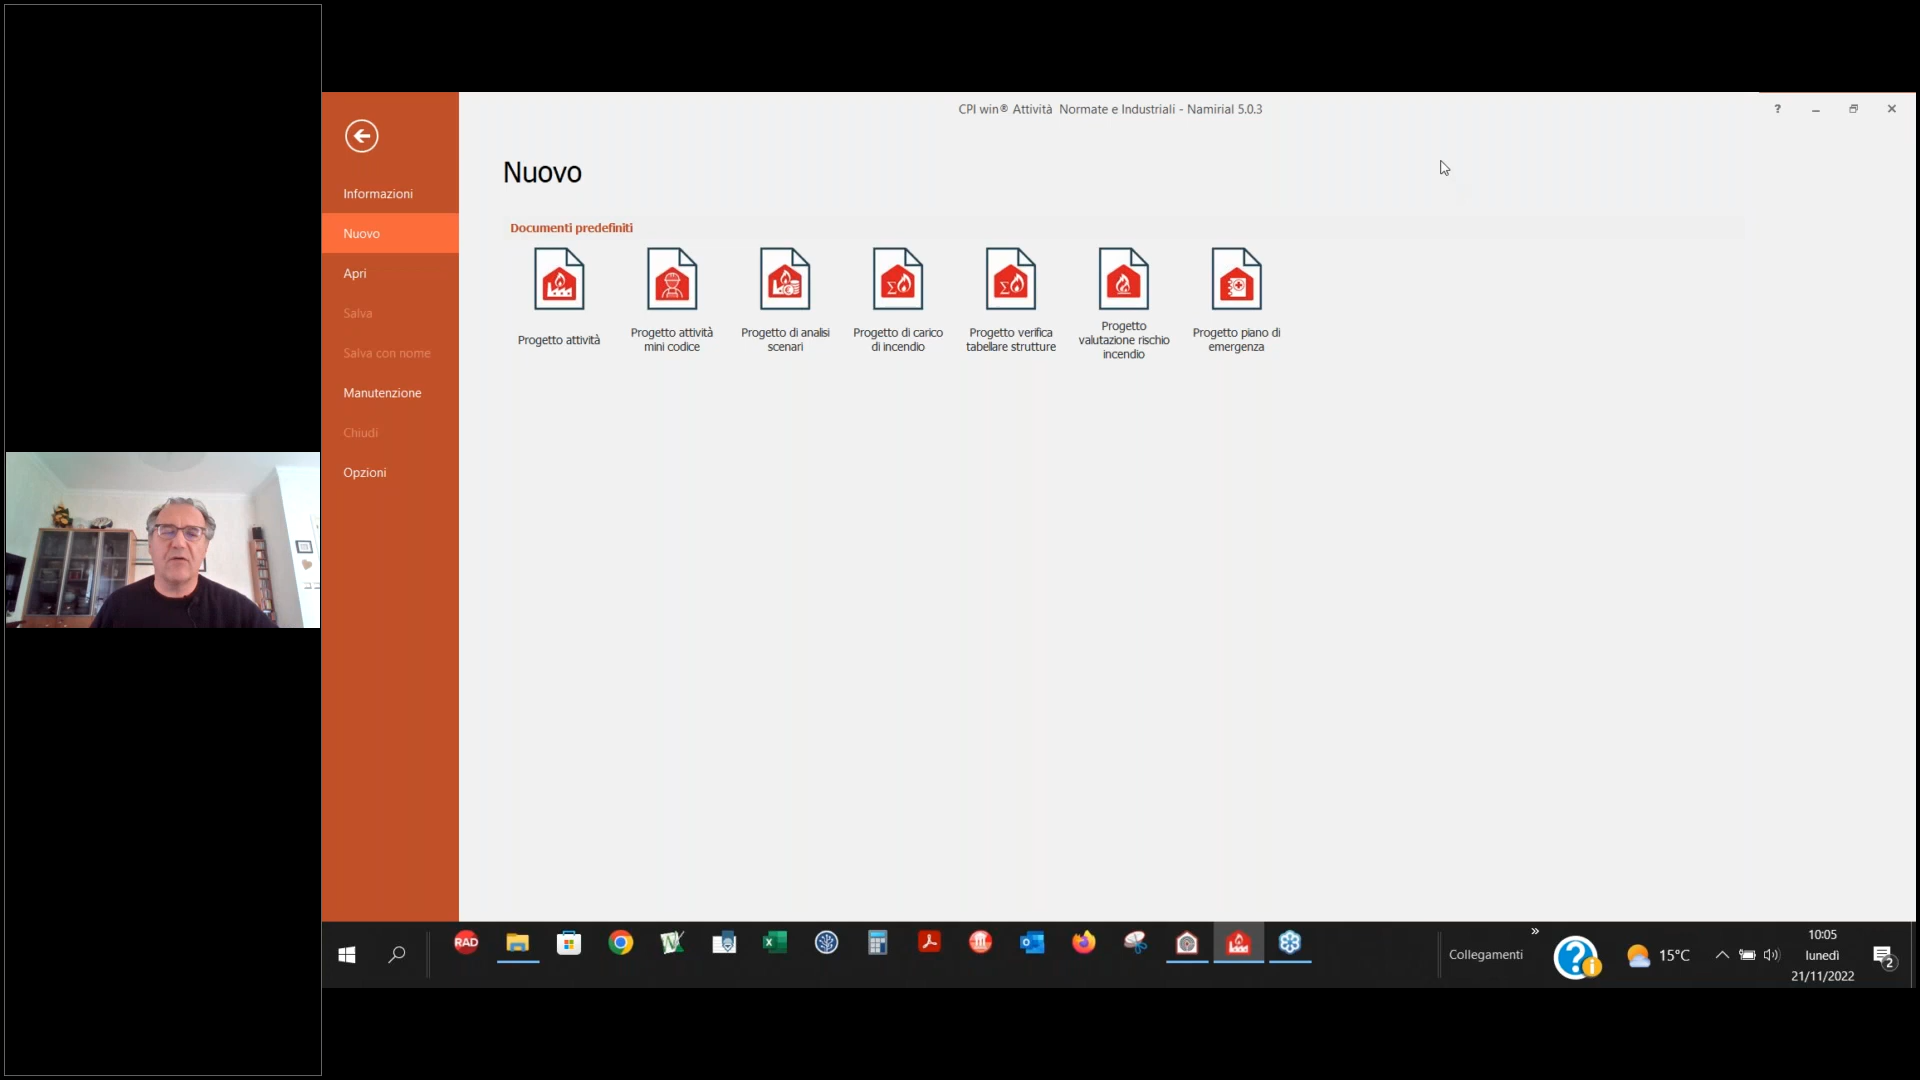 CPI win® Attività Normate e Industriali - Namirial 5.0.3
?
Nuovo
Informazioni
Nuovo
Apri
Salva
Salva con nome
Manutenzione
Chiudi
Opzioni
Documenti predefiniti
Progetto attività
Progetto attività
mini codice
Progetto di analisi
scenari
Progetto di carico
di incendio
Progetto verifica
tabellare strutture
Progetto
valutazione rischio
incendio
Progetto piano di
emergenza
RAD
Collegamenti
»
15°C
10:05
lunedì
21/11/2022
2